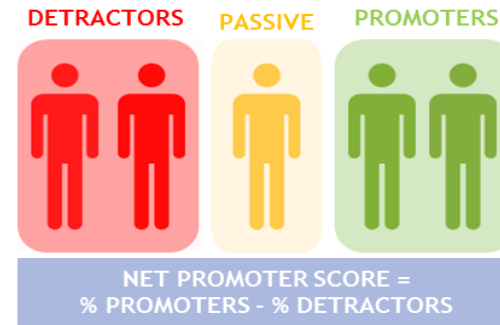 DETRACTORS PASSIVE PROMOTERS
NET PROMOTER SCORE =
% PROMOTERS - % DETRACTORS